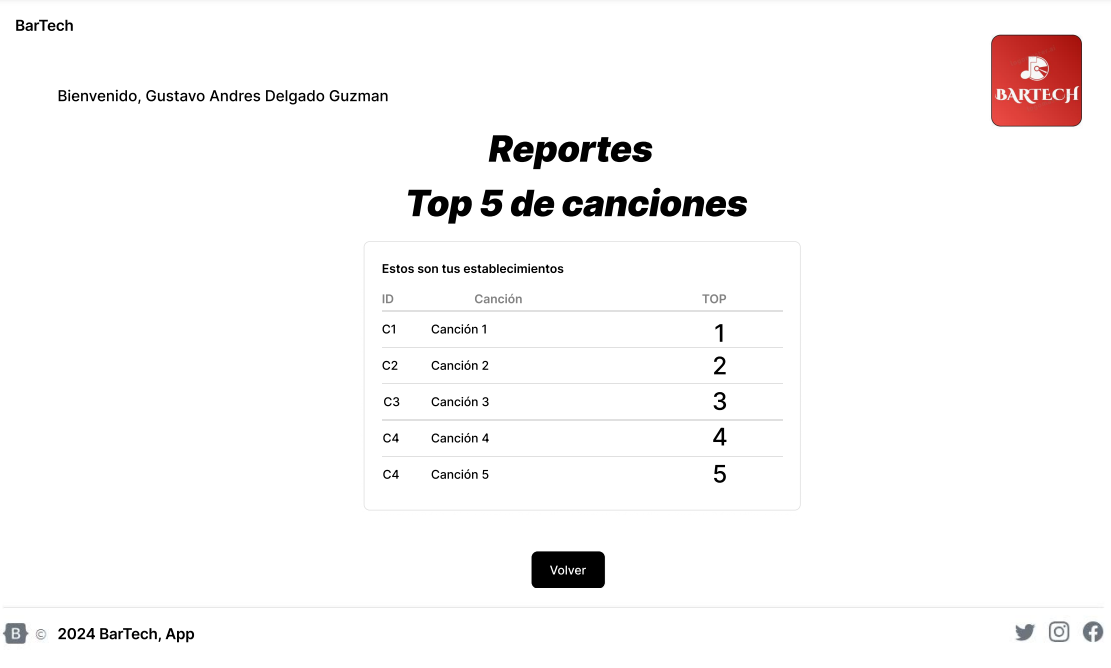 BarTech
BARTECH
Bienvenido, Gustavo Andres Delgado Guzman
Reportes
Top 5 de canciones
Estos son tus establecimientos
ID Canción TOP
C1 Canción 1 1
C2 Canción 2 2
C3 Canción 3 3
C4 Canción 4 4
C4 Canción 5 5
Volver
B © 2024 BarTech, App